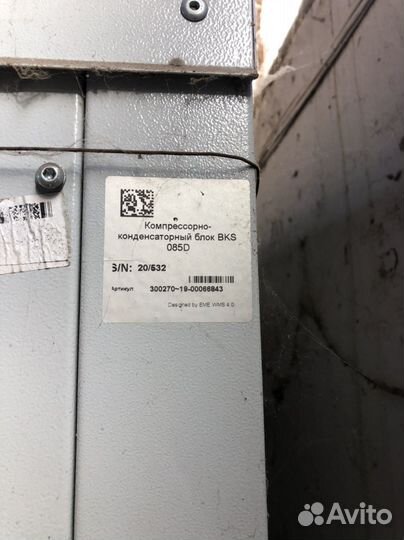 Компрессорно-
конденсаторный блок BKS
085D
S/N: 20/532
Артикул 300270~19-00066843
Designed by EME.WMS 4.0
Avito